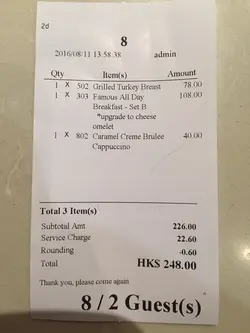 2d
8
2016/08/11 13:58:38 admin
Qty Item(s) Amount
1 X 502 Grilled Turkey Breast 78.00
1 X 303 Famous All Day 108.00
Breakfast - Set B
*upgrade to cheese
omelet
1 X 802 Caramel Creme Brulee 40.00
Cappuccino
Total 3 Item(s)
Subtotal Amt 226.00
Service Charge 22.60
Rounding -0.60
Total HK$ 248.00
Thank you, please come again
8 / 2 Guest(s)